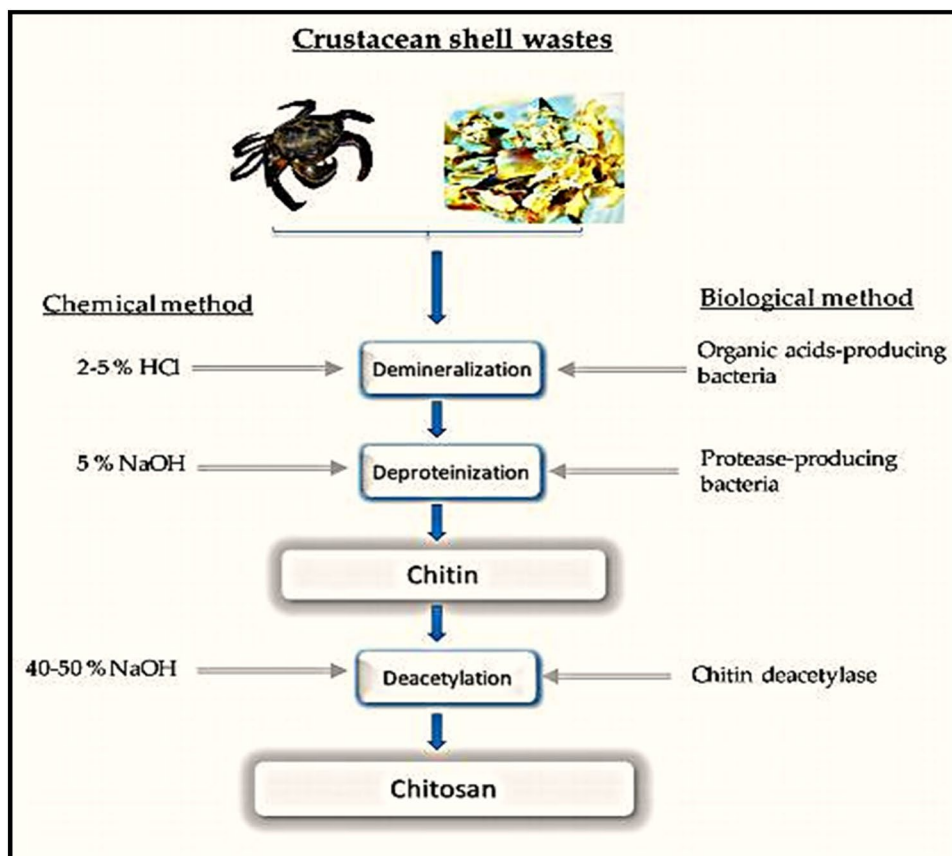 Crustacean shell wastes
Chemical method
Biological method
2-5 % HCl
Demineralization
Organic acids-producing
bacteria
5 % NaOH
Deproteinization
Protease-producing
bacteria
Chitin
40-50 % NaOH
Deacetylation
Chitin deacetylase
Chitosan